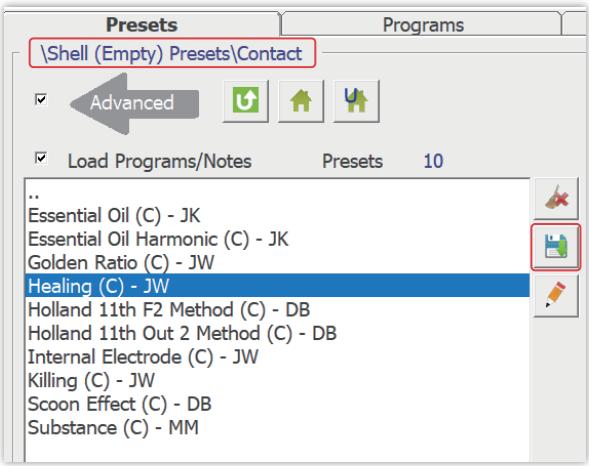 Presets Programs
\Shell (Empty) Presets\Contact
Advanced
Load Programs/Notes Presets 10
..
Essential Oil (C) - JK
Essential Oil Harmonic (C) - JK
Golden Ratio (C) - JW
Healing (C) - JW
Holland 11th F2 Method (C) - DB
Holland 11th Out 2 Method (C) - DB
Internal Electrode (C) - JW
Killing (C) - JW
Scoon Effect (C) - DB
Substance (C) - MM